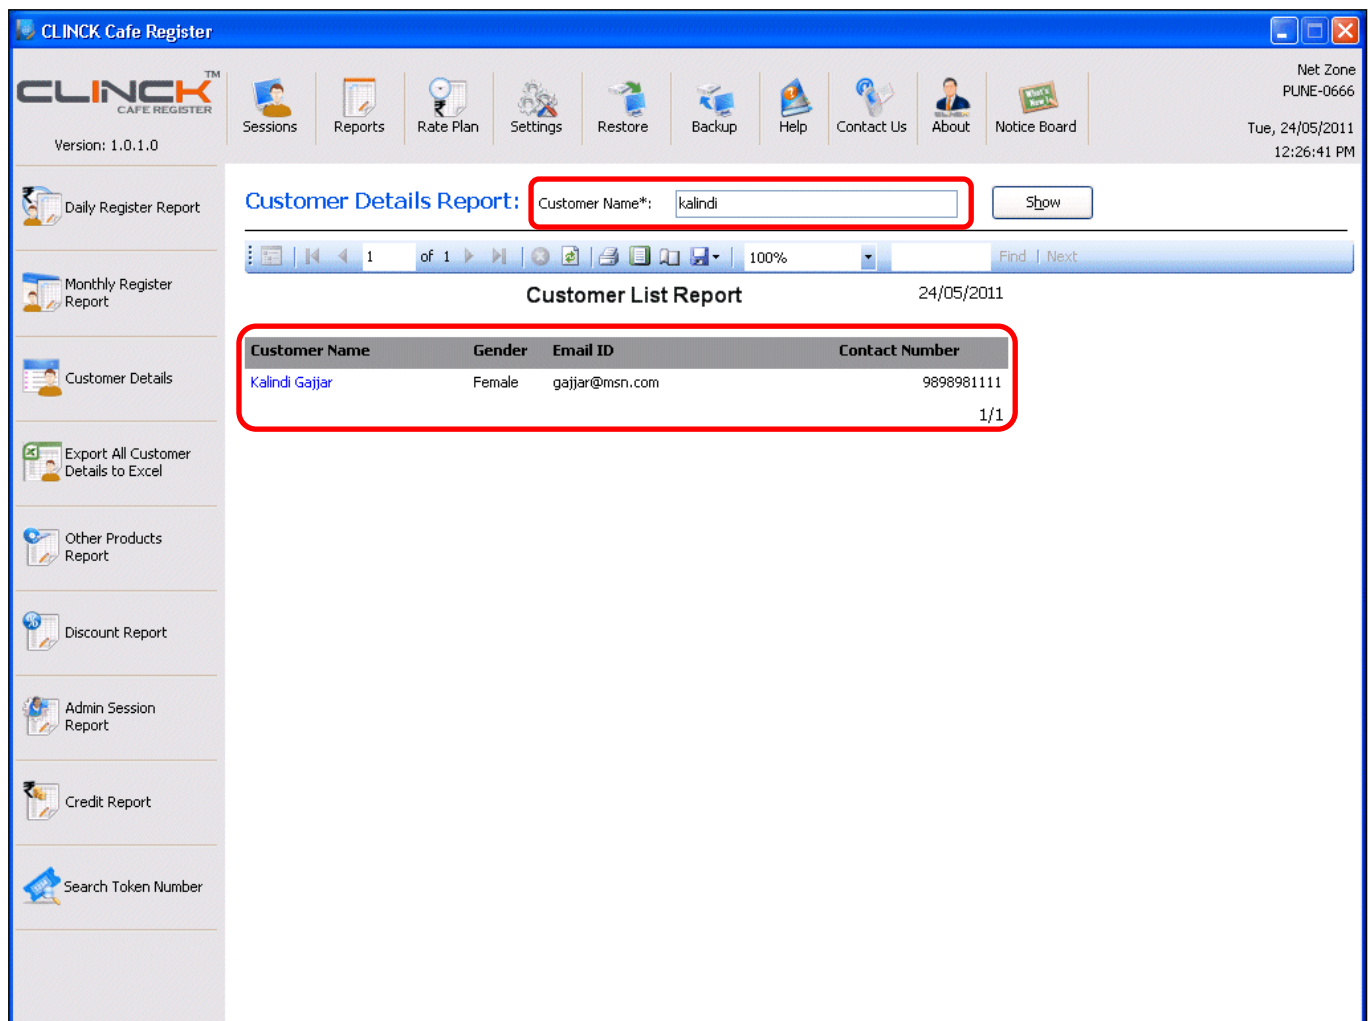 CLINCK Cafe Register
CLINCK TM
CAFE REGISTER
Version: 1.0.1.0
Sessions
Reports
Rate Plan
Settings
Restore
Backup
Help
Contact Us
About
What's New
Notice Board
Net Zone
PUNE-0666
Tue, 24/05/2011
12:26:41 PM
Daily Register Report
Monthly Register
Report
Customer Details
Export All Customer
Details to Excel
Other Products
Report
Discount Report
Admin Session
Report
Credit Report
Search Token Number
Customer Details Report: Customer Name*: kalindi Show
1 of 1 100% Find | Next
Customer List Report 24/05/2011
Customer Name Gender Email ID Contact Number
Kalindi Gajjar Female gajjar@msn.com 9898981111
1/1